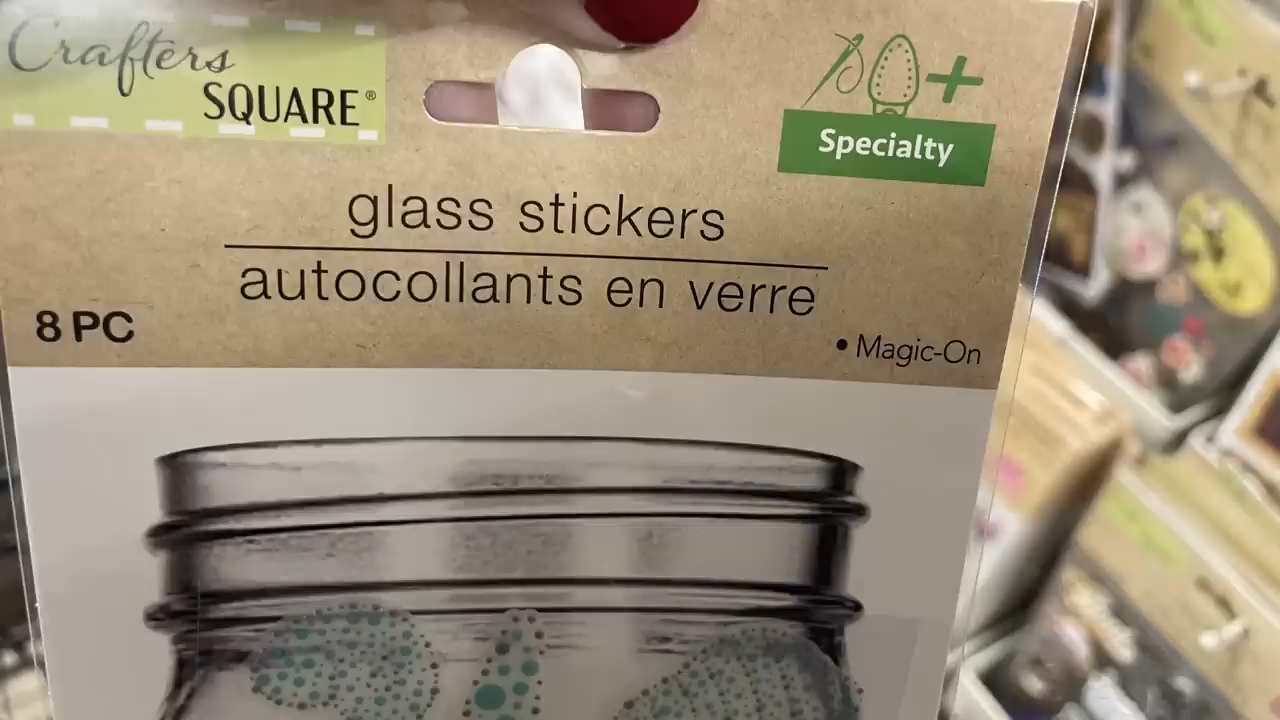 Crafters
SQUARE®
Specialty
glass stickers
autocollants en verre
8 PC
• Magic-On